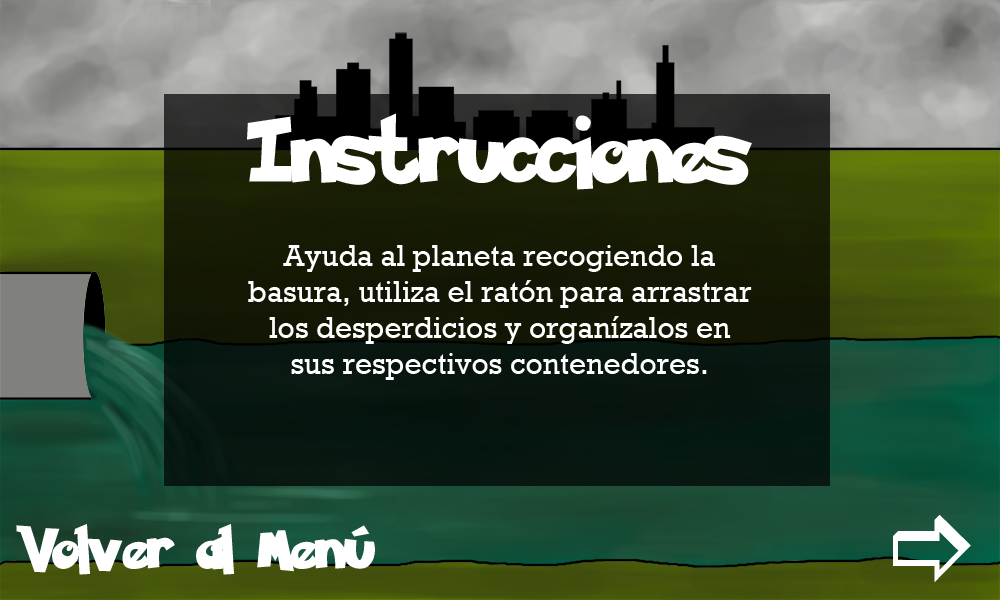 Instrucciones
Ayuda al planeta recogiendo la
basura, utiliza el ratón para arrastrar
los desperdicios y organízalos en
sus respectivos contenedores.
Volver al Menú